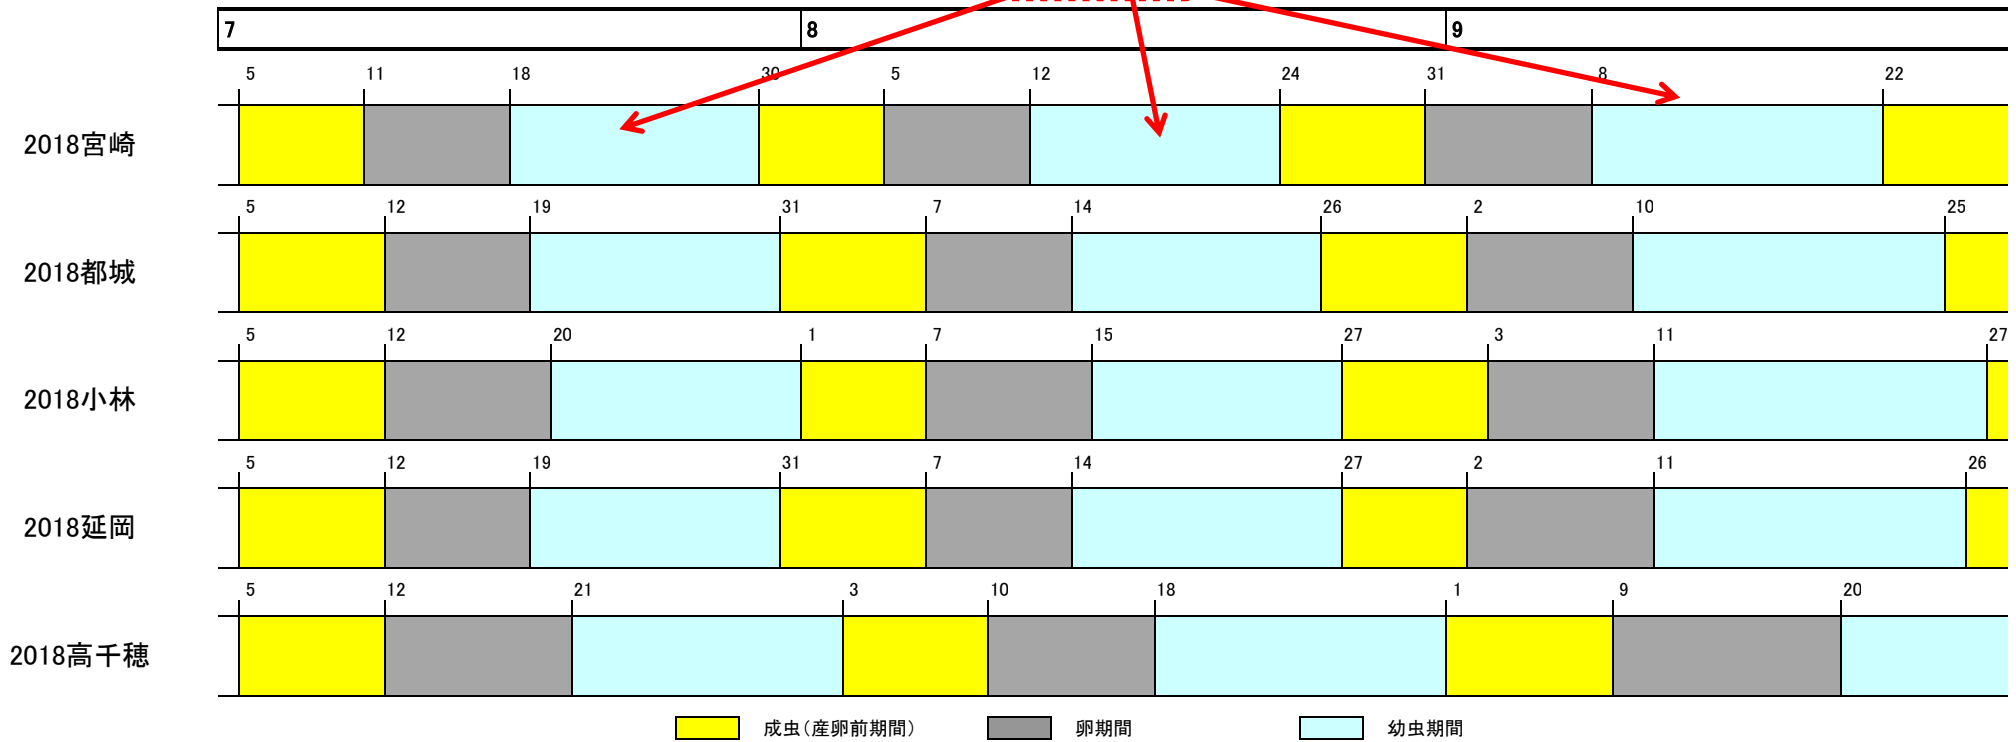 7 8 9
5 11 18 30 5 12 24 31 8 22
2018宮崎
5 12 19 31 7 14 26 2 10 25
2018都城
5 12 20 1 7 15 27 3 11 27
2018小林
5 12 19 31 7 14 27 2 11 26
2018延岡
5 12 21 3 10 18 1 9 20
2018高千穂
成虫(産卵前期間) 卵期間 幼虫期間